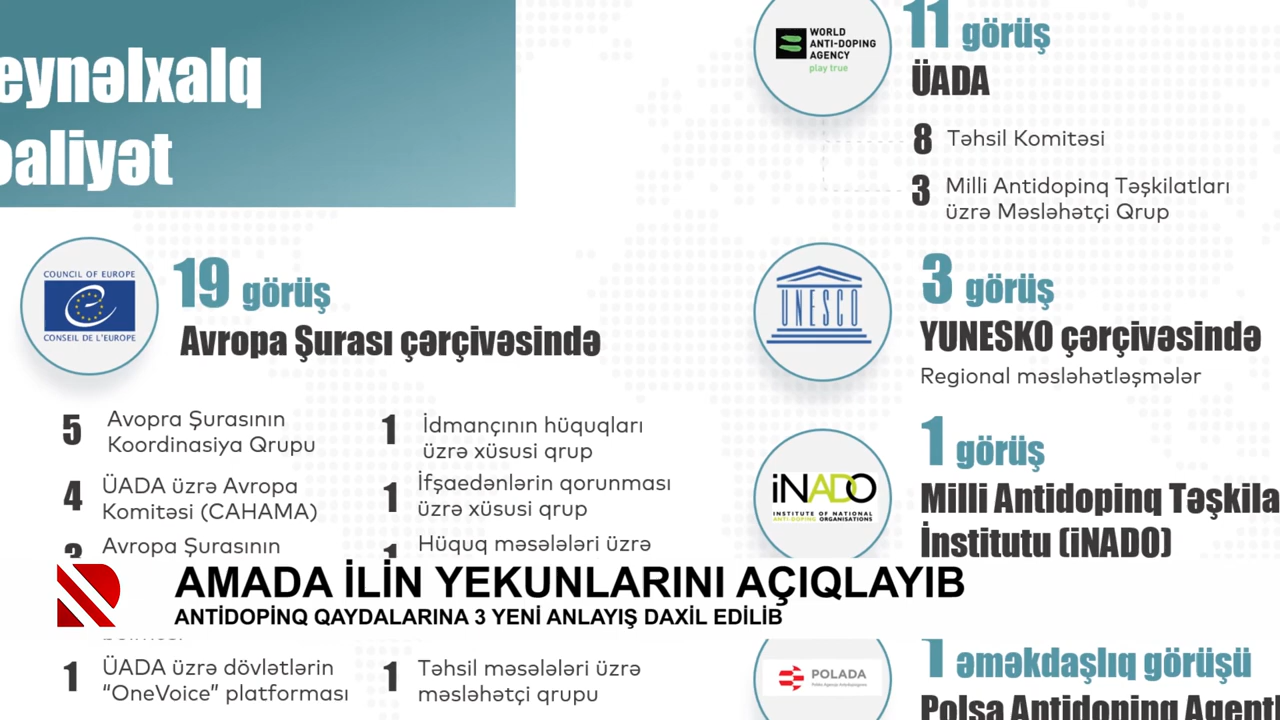 eynəlxalq
əaliyət
COUNCIL OF EUROPE
CONSEIL DE L'EUROPE
19 görüş
Avropa Şurası çərçivəsində
5 Avopra Şurasının
Koordinasiya Qrupu
4 ÜADA üzrə Avropa
Komitəsi (CAHAMA)
Avropa Şurasının
1 ÜADA üzrə dövlətlərin
“OneVoice” platforması
1 İdmançının hüquqları
üzrə xüsusi qrup
1 İfşaedənlərin qorunması
üzrə xüsusi qrup
1 Hüquq məsələləri üzrə
1 Təhsil məsələləri üzrə
məsləhətçi qrupu
WORLD
ANTI-DOPING
AGENCY
play true
11 görüş
ÜADA
8 Təhsil Komitəsi
3 Milli Antidopinq Təşkilatları
üzrə Məsləhətçi Qrup
UNESCO
3 görüş
YUNESKO çərçivəsində
Regional məsləhətləşmələr
iNADO
INSTITUTE OF NATIONAL
ANTI-DOPING ORGANISATIONS
1 görüş
Milli Antidopinq Təşkila
İnstitutu (iNADO)
POLADA
1 əməkdaşlıq görüşü
Polşa Antidoping Agentl
AMADA İLİN YEKUNLARINI AÇIQLAYIB
ANTİDOPİNQ QAYDALARINA 3 YENİ ANLAYIŞ DAXİL EDİLİB